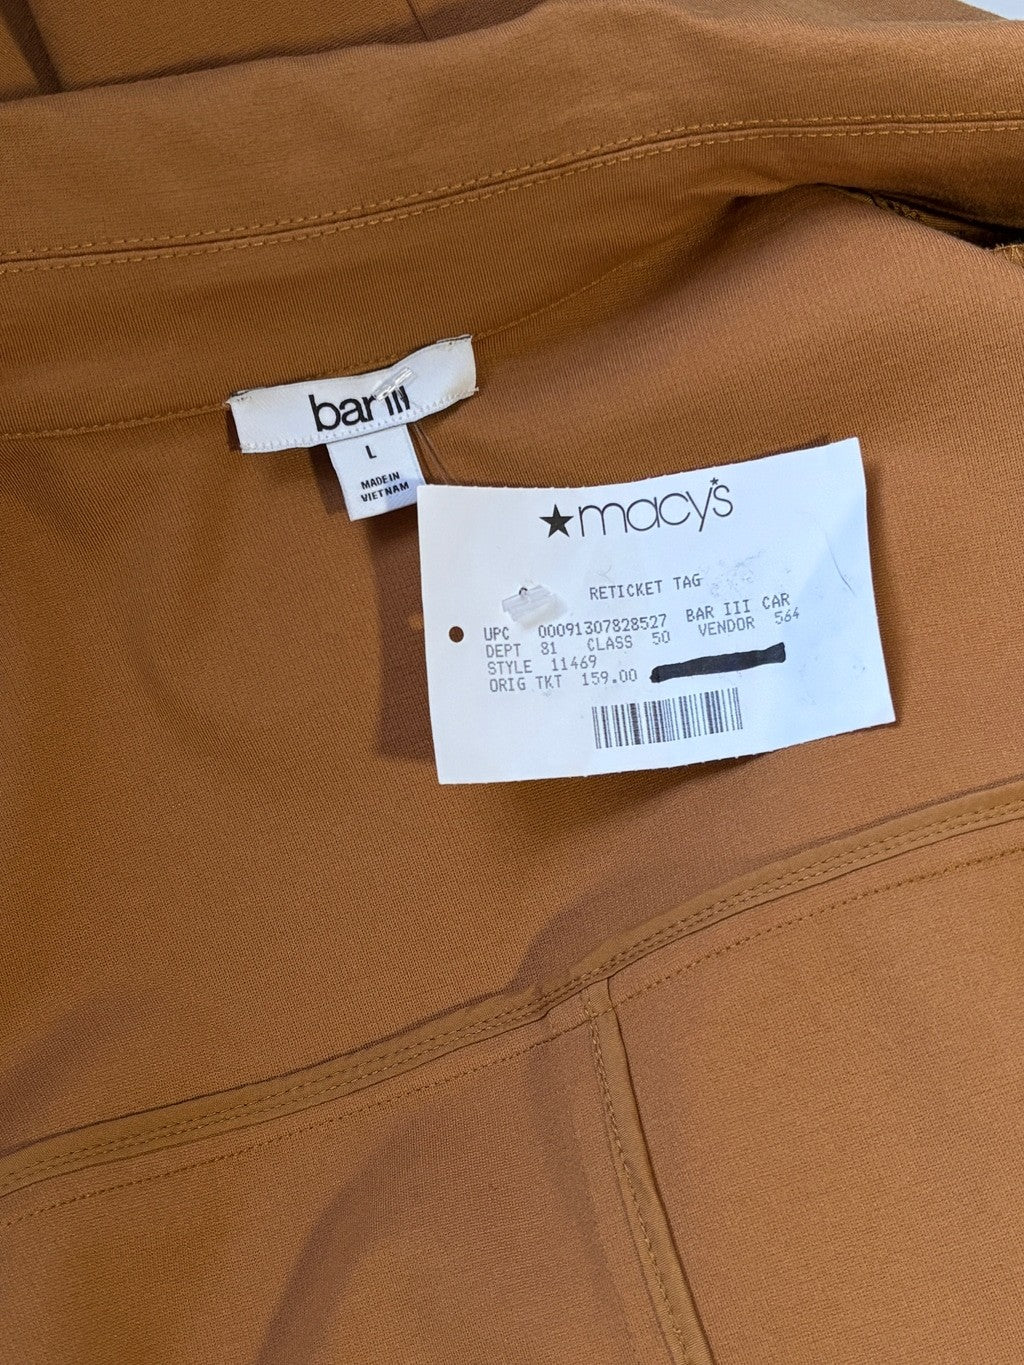 bar III
L
MADE IN
VIETNAM
★macy's
RETICKET TAG
UPC 00091307828527 BAR III CAR
DEPT 81 CLASS 50 VENDOR 564
STYLE 11469
ORIG TKT 159.00